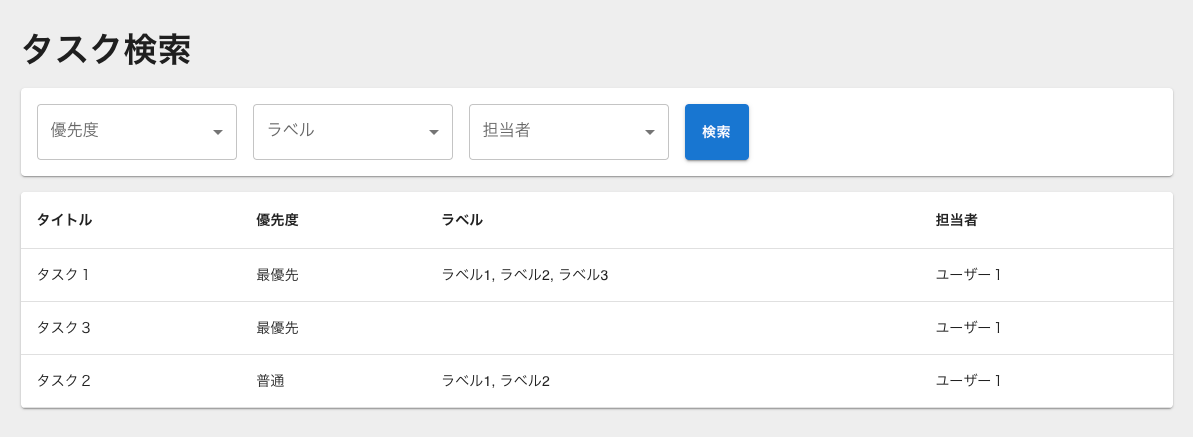 タスク検索
優先度 ラベル 担当者 検索
タイトル 優先度 ラベル 担当者
タスク１ 最優先 ラベル1, ラベル2, ラベル3 ユーザー１
タスク３ 最優先 ユーザー１
タスク２ 普通 ラベル1, ラベル2 ユーザー１